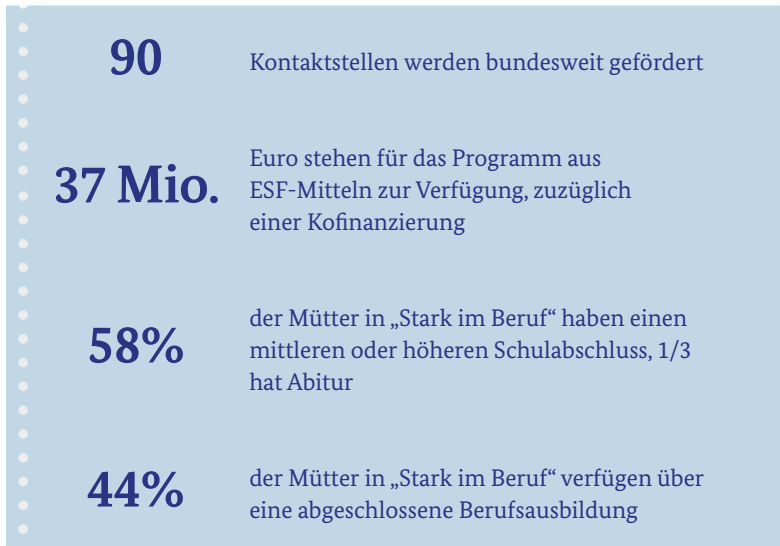 90
Kontaktstellen werden bundesweit gefördert
37 Mio.
Euro stehen für das Programm aus
ESF-Mitteln zur Verfügung, zuzüglich
einer Kofinanzierung
58%
der Mütter in „Stark im Beruf“ haben einen
mittleren oder höheren Schulabschluss, 1/3
hat Abitur
44%
der Mütter in „Stark im Beruf“ verfügen über
eine abgeschlossene Berufsausbildung